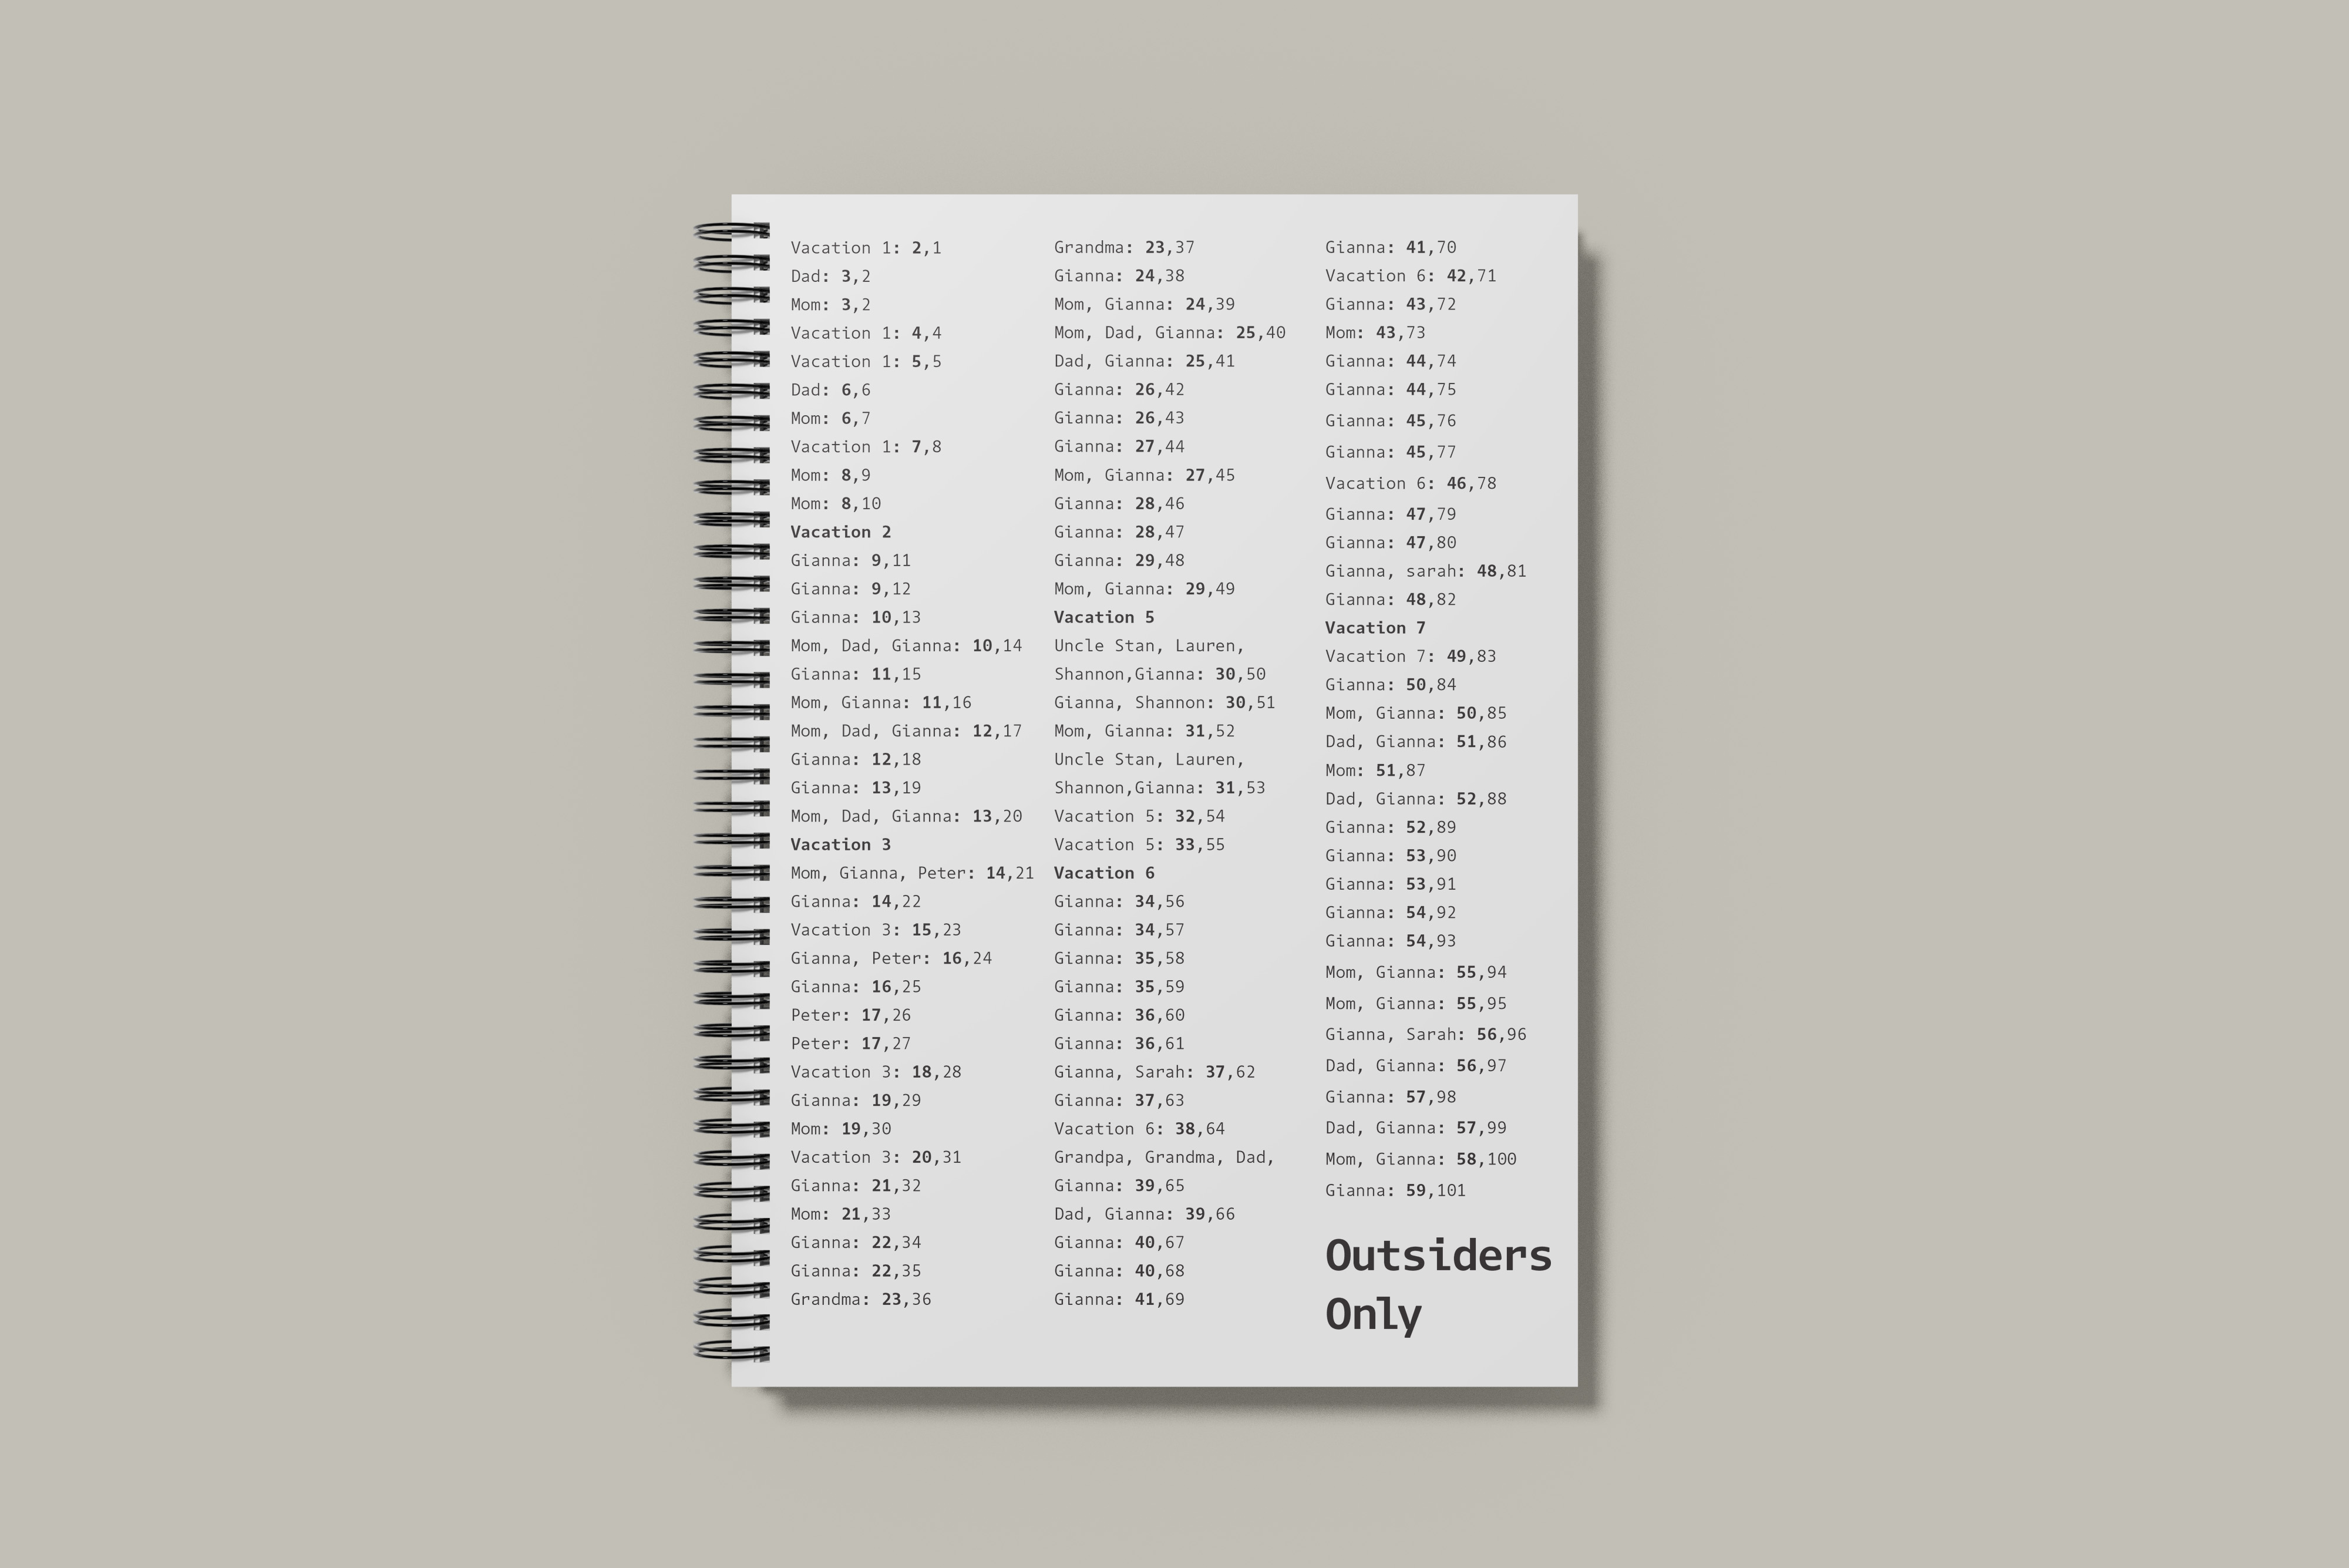 Vacation 1: 2,1
Dad: 3,2
Mom: 3,2
Vacation 1: 4,4
Vacation 1: 5,5
Dad: 6,6
Mom: 6,7
Vacation 1: 7,8
Mom: 8,9
Mom: 8,10
Vacation 2
Gianna: 9,11
Gianna: 9,12
Gianna: 10,13
Mom, Dad, Gianna: 10,14
Gianna: 11,15
Mom, Gianna: 11,16
Mom, Dad, Gianna: 12,17
Gianna: 12,18
Gianna: 13,19
Mom, Dad, Gianna: 13,20
Vacation 3
Mom, Gianna, Peter: 14,21
Gianna: 14,22
Vacation 3: 15,23
Gianna, Peter: 16,24
Gianna: 16,25
Peter: 17,26
Peter: 17,27
Vacation 3: 18,28
Gianna: 19,29
Mom: 19,30
Vacation 3: 20,31
Gianna: 21,32
Mom: 21,33
Gianna: 22,34
Gianna: 22,35
Grandma: 23,36
Grandma: 23,37
Gianna: 24,38
Mom, Gianna: 24,39
Mom, Dad, Gianna: 25,40
Dad, Gianna: 25,41
Gianna: 26,42
Gianna: 26,43
Gianna: 27,44
Mom, Gianna: 27,45
Gianna: 28,46
Gianna: 28,47
Gianna: 29,48
Mom, Gianna: 29,49
Vacation 5
Uncle Stan, Lauren,
Shannon,Gianna: 30,50
Gianna, Shannon: 30,51
Mom, Gianna: 31,52
Uncle Stan, Lauren,
Shannon,Gianna: 31,53
Vacation 5: 32,54
Vacation 5: 33,55
Vacation 6
Gianna: 34,56
Gianna: 34,57
Gianna: 35,58
Gianna: 35,59
Gianna: 36,60
Gianna: 36,61
Gianna, Sarah: 37,62
Gianna: 37,63
Vacation 6: 38,64
Grandpa, Grandma, Dad,
Gianna: 39,65
Dad, Gianna: 39,66
Gianna: 40,67
Gianna: 40,68
Gianna: 41,69
Gianna: 41,70
Vacation 6: 42,71
Gianna: 43,72
Mom: 43,73
Gianna: 44,74
Gianna: 44,75
Gianna: 45,76
Gianna: 45,77
Vacation 6: 46,78
Gianna: 47,79
Gianna: 47,80
Gianna, sarah: 48,81
Gianna: 48,82
Vacation 7
Vacation 7: 49,83
Gianna: 50,84
Mom, Gianna: 50,85
Dad, Gianna: 51,86
Mom: 51,87
Dad, Gianna: 52,88
Gianna: 52,89
Gianna: 53,90
Gianna: 53,91
Gianna: 54,92
Gianna: 54,93
Mom, Gianna: 55,94
Mom, Gianna: 55,95
Gianna, Sarah: 56,96
Dad, Gianna: 56,97
Gianna: 57,98
Dad, Gianna: 57,99
Mom, Gianna: 58,100
Gianna: 59,101
Outsiders
Only